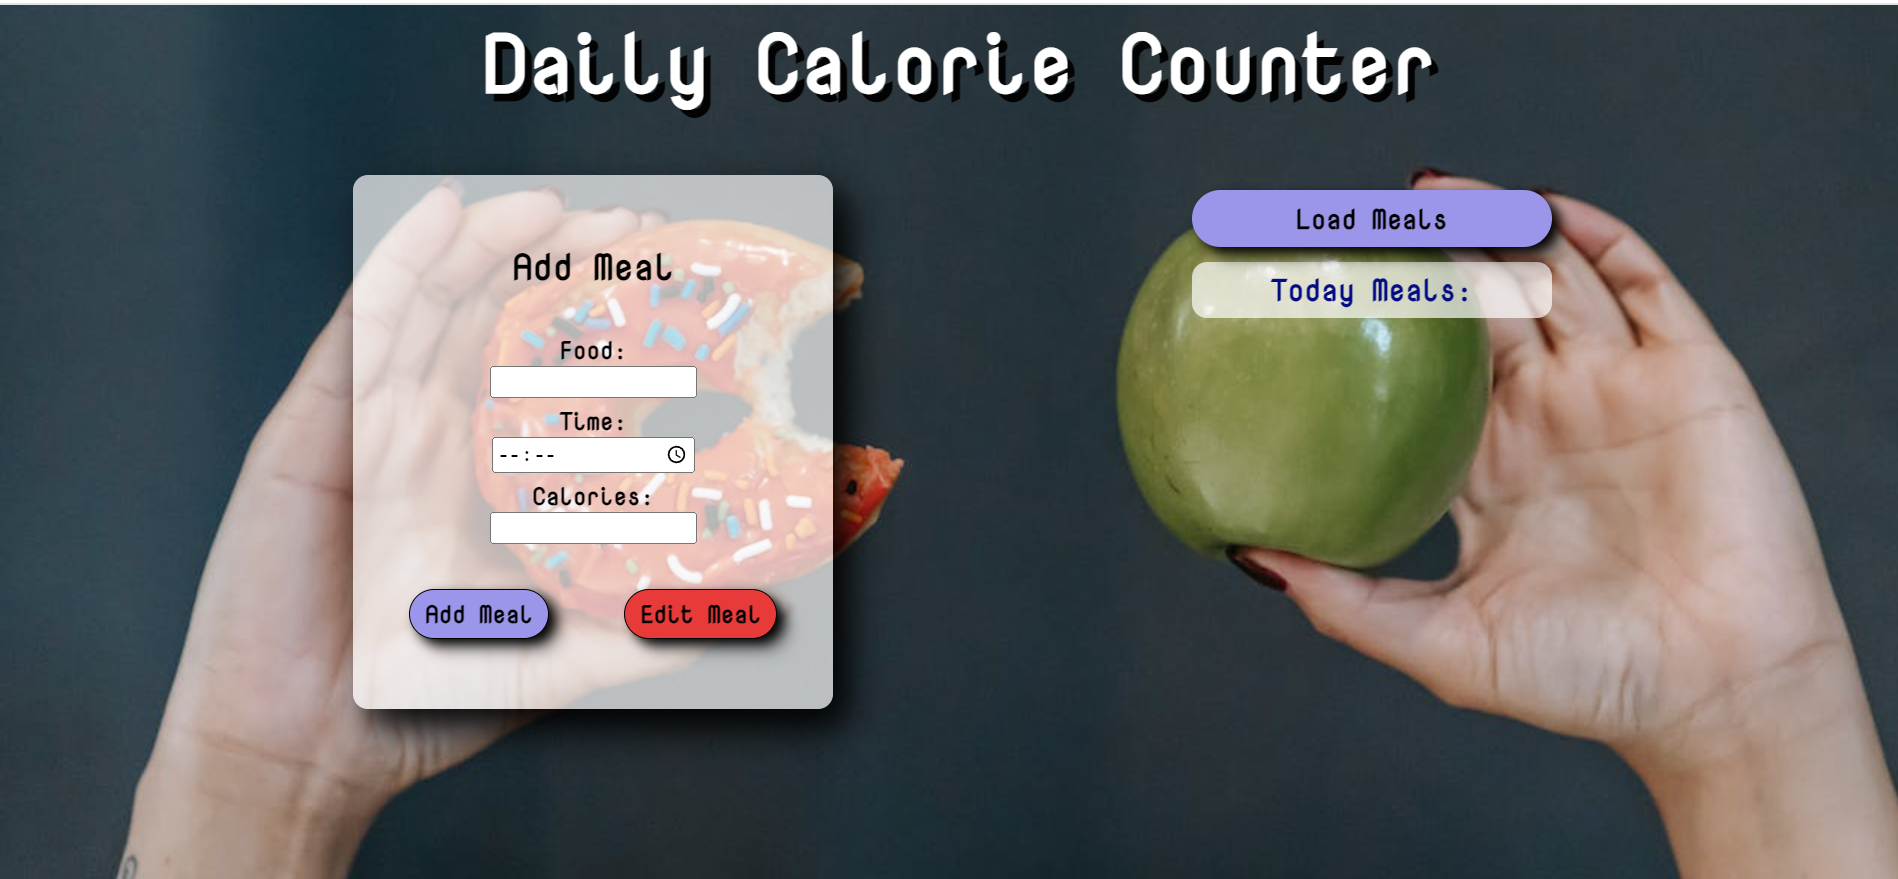 Daily Calorie Counter
Add Meal
Food:
Time:
--:--
Calories:
Add Meal
Edit Meal
Load Meals
Today Meals: